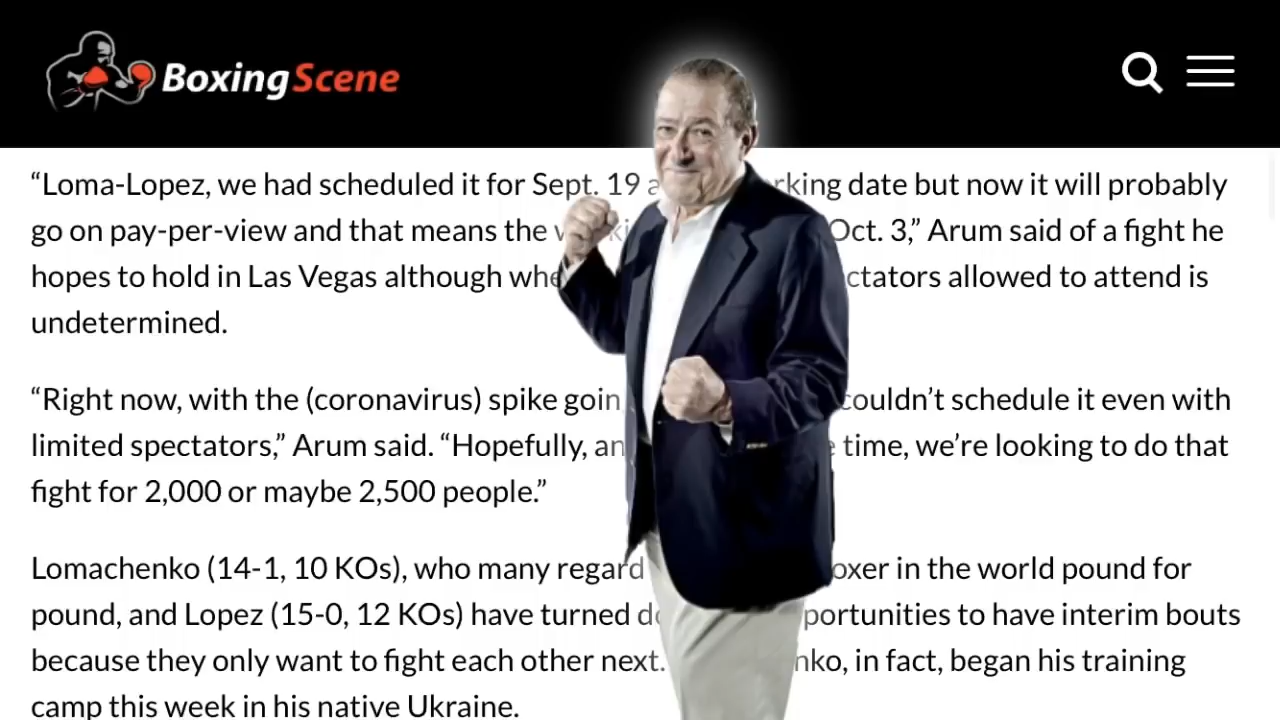 BoxingScene
“Loma-Lopez, we had scheduled it for Sept. 19 a rking date but now it will probably
go on pay-per-view and that means the Oct. 3,” Arum said of a fight he
hopes to hold in Las Vegas although whe ctators allowed to attend is
undetermined.
“Right now, with the (coronavirus) spike goin couldn’t schedule it even with
limited spectators,” Arum said. “Hopefully, an time, we’re looking to do that
fight for 2,000 or maybe 2,500 people.”
Lomachenko (14-1, 10 KOs), who many regard oxer in the world pound for
pound, and Lopez (15-0, 12 KOs) have turned do portunities to have interim bouts
because they only want to fight each other next. nko, in fact, began his training
camp this week in his native Ukraine.